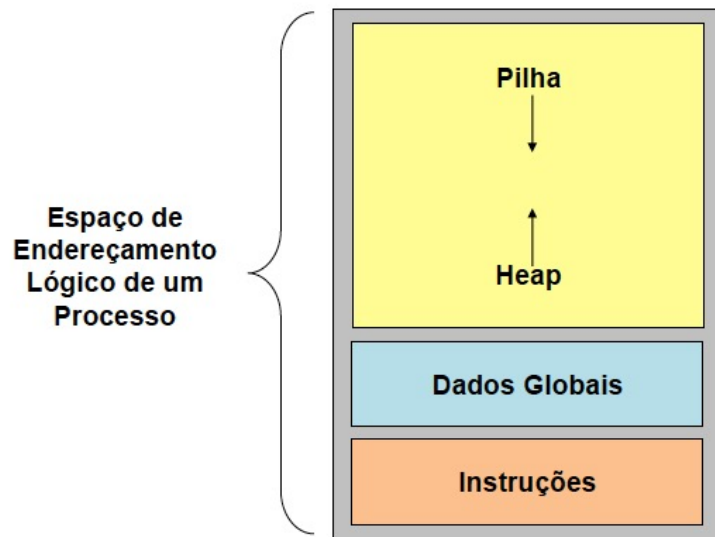 Pilha
Espaço de
Endereçamento
Lógico de um
Processo
Heap
Dados Globais
Instruções